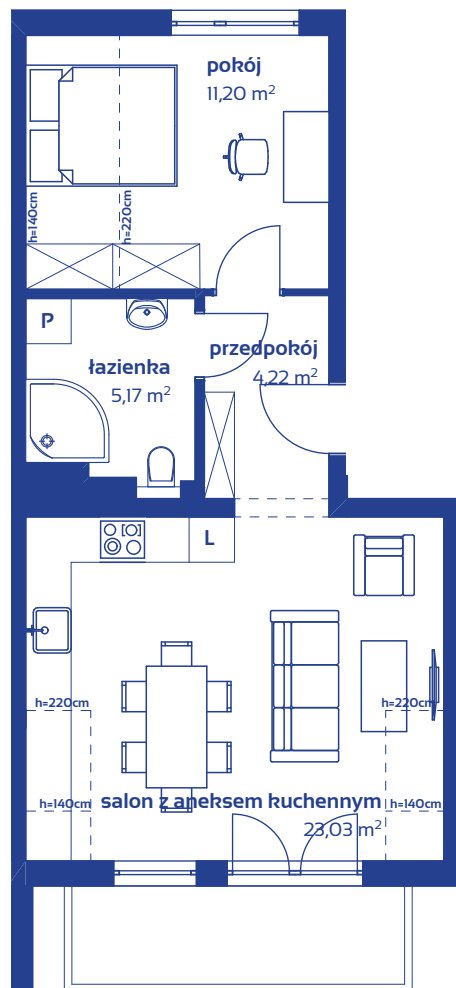 pokój
11,20 m²
h=140cm
h=220cm
P
łazienka
5,17 m²
przedpokój
4,22 m²
L
h=220cm
h=220cm
h=140cm
salon z aneksem kuchennym
h=140cm
23,03 m²